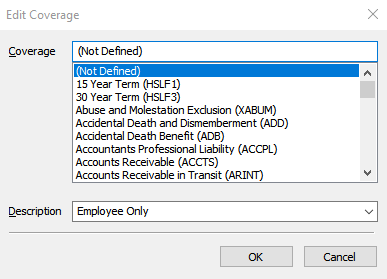 Edit Coverage
Coverage (Not Defined)
(Not Defined)
15 Year Term (HSLF1)
30 Year Term (HSLF3)
Abuse and Molestation Exclusion (XABUM)
Accidental Death and Dismemberment (ADD)
Accidental Death Benefit (ADB)
Accountants Professional Liability (ACCPL)
Accounts Receivable (ACCTS)
Accounts Receivable in Transit (ARINT)
Description Employee Only
OK Cancel